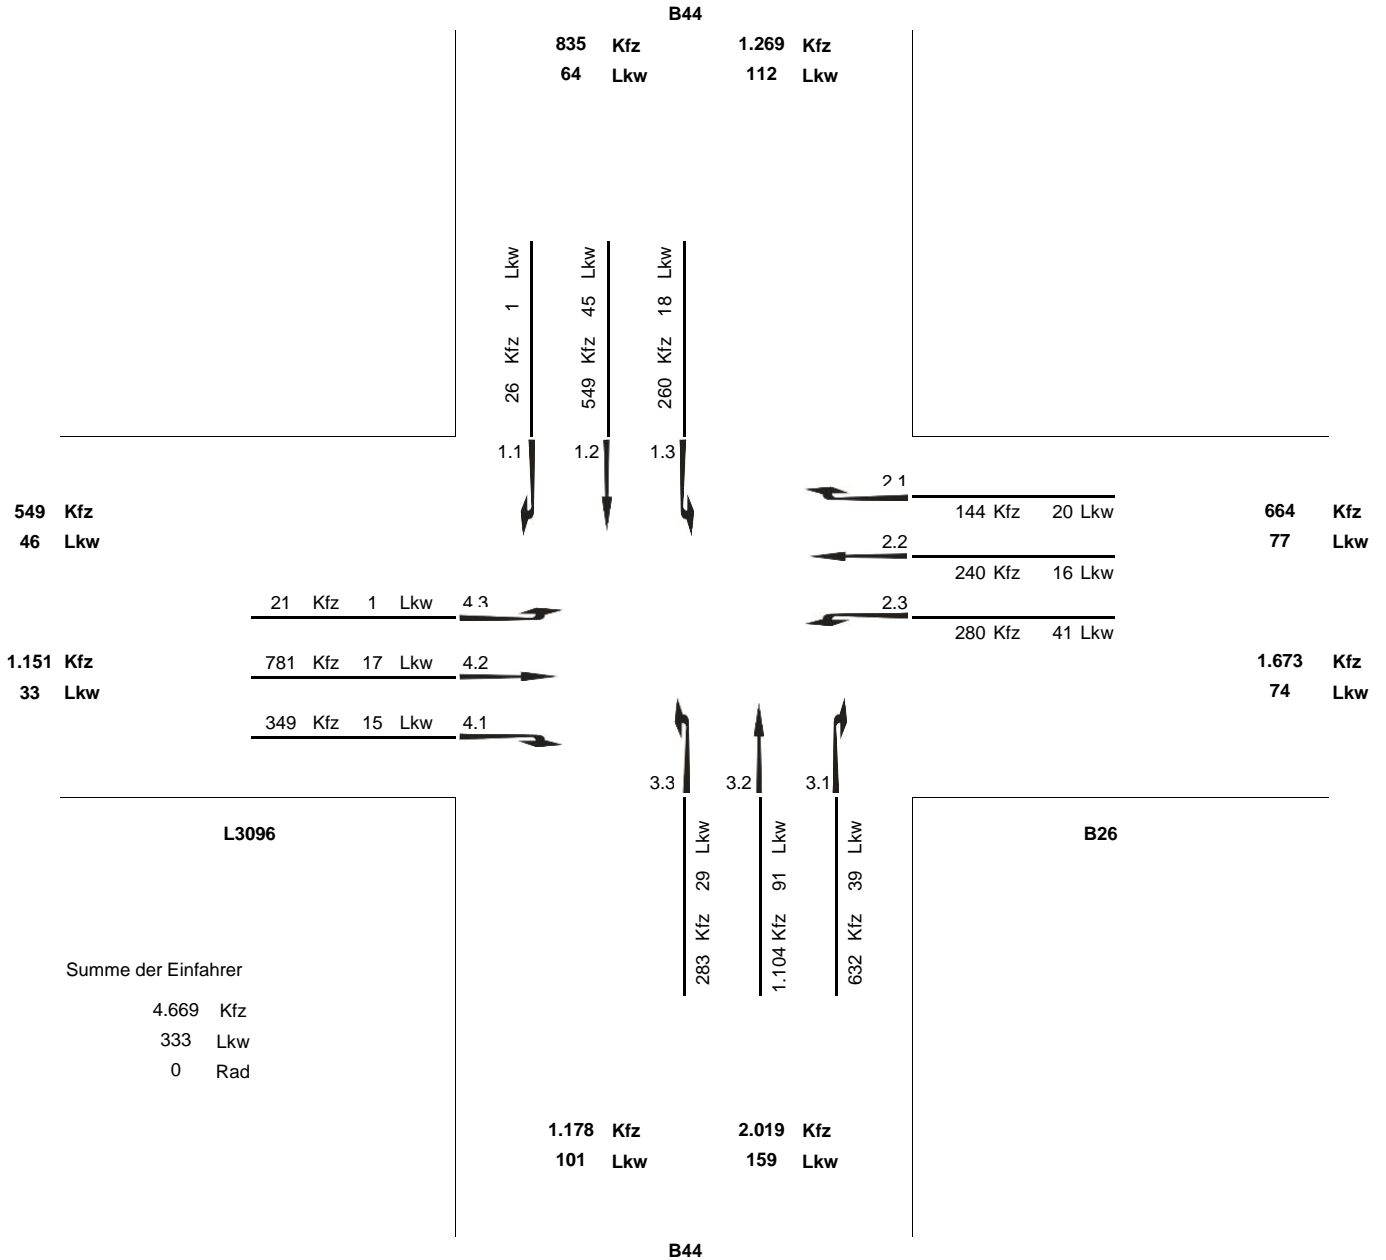 B44
835 Kfz 1.269 Kfz
64 Lkw 112 Lkw
26 Kfz 1 Lkw
549 Kfz 45 Lkw
260 Kfz 18 Lkw
1.1 1.2 1.3
2.1
144 Kfz 20 Lkw
549 Kfz
46 Lkw
664 Kfz
77 Lkw
2.2
240 Kfz 16 Lkw
21 Kfz 1 Lkw 4.3
2.3
280 Kfz 41 Lkw
781 Kfz 17 Lkw 4.2
1.151 Kfz
33 Lkw
1.673 Kfz
74 Lkw
349 Kfz 15 Lkw 4.1
3.3 3.2 3.1
283 Kfz 29 Lkw
1.104 Kfz 91 Lkw
632 Kfz 39 Lkw
L3096
B26
Summe der Einfahrer
4.669 Kfz
333 Lkw
0 Rad
1.178 Kfz 2.019 Kfz
101 Lkw 159 Lkw
B44